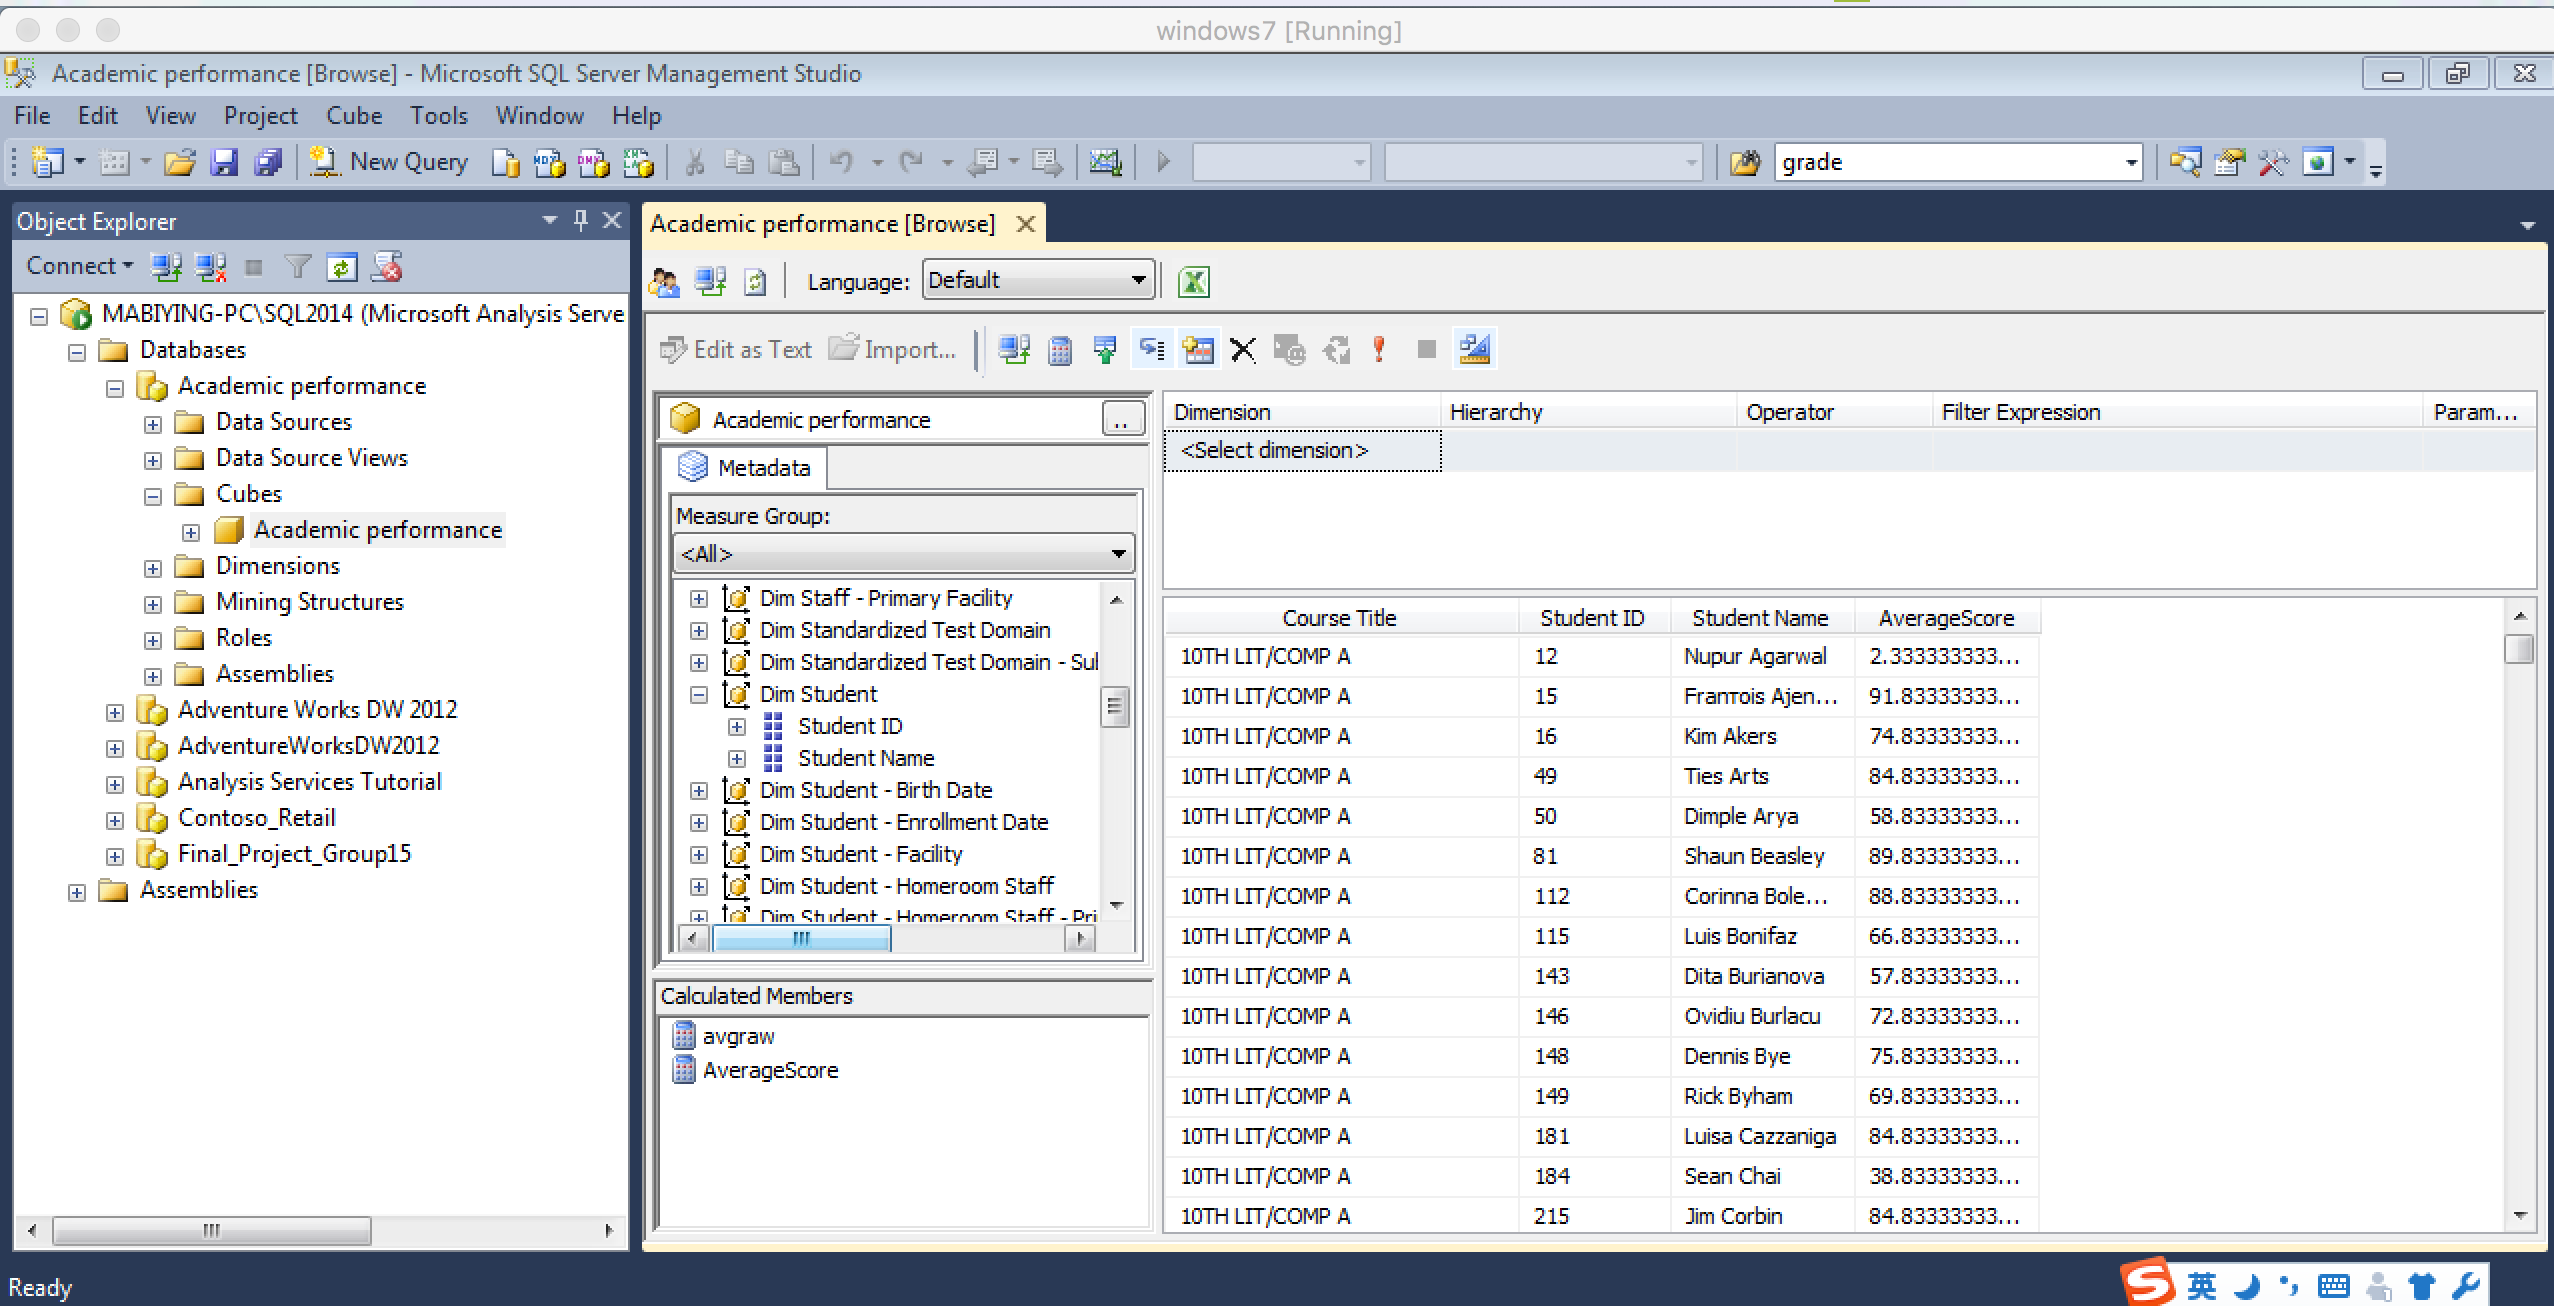 windows7 [Running]
Academic performance [Browse] - Microsoft SQL Server Management Studio
File Edit View Project Cube Tools Window Help
New Query grade
Object Explorer
Connect
MABIYING-PC\SQL2014 (Microsoft Analysis Serve
Databases
Academic performance
Data Sources
Data Source Views
Cubes
Academic performance
Dimensions
Mining Structures
Roles
Assemblies
Adventure Works DW 2012
AdventureWorksDW2012
Analysis Services Tutorial
Contoso_Retail
Final_Project_Group15
Assemblies
Academic performance [Browse]
Language: Default
Edit as Text Import...
Academic performance ..
Metadata
Measure Group:
<All>
Dim Staff - Primary Facility
Dim Standardized Test Domain
Dim Standardized Test Domain - Sul
Dim Student
Student ID
Student Name
Dim Student - Birth Date
Dim Student - Enrollment Date
Dim Student - Facility
Dim Student - Homeroom Staff
Dim Student - Homeroom Staff - Pri
Calculated Members
avgraw
AverageScore
Dimension Hierarchy Operator Filter Expression Param...
<Select dimension>
Course Title Student ID Student Name AverageScore
10TH LIT/COMP A 12 Nupur Agarwal 2.333333333...
10TH LIT/COMP A 15 Franтois Ajen... 91.83333333...
10TH LIT/COMP A 16 Kim Akers 74.83333333...
10TH LIT/COMP A 49 Ties Arts 84.83333333...
10TH LIT/COMP A 50 Dimple Arya 58.83333333...
10TH LIT/COMP A 81 Shaun Beasley 89.83333333...
10TH LIT/COMP A 112 Corinna Bole... 88.83333333...
10TH LIT/COMP A 115 Luis Bonifaz 66.83333333...
10TH LIT/COMP A 143 Dita Burianova 57.83333333...
10TH LIT/COMP A 146 Ovidiu Burlacu 72.83333333...
10TH LIT/COMP A 148 Dennis Bye 75.83333333...
10TH LIT/COMP A 149 Rick Byham 69.83333333...
10TH LIT/COMP A 181 Luisa Cazzaniga 84.83333333...
10TH LIT/COMP A 184 Sean Chai 38.83333333...
10TH LIT/COMP A 215 Jim Corbin 84.83333333...
Ready
英